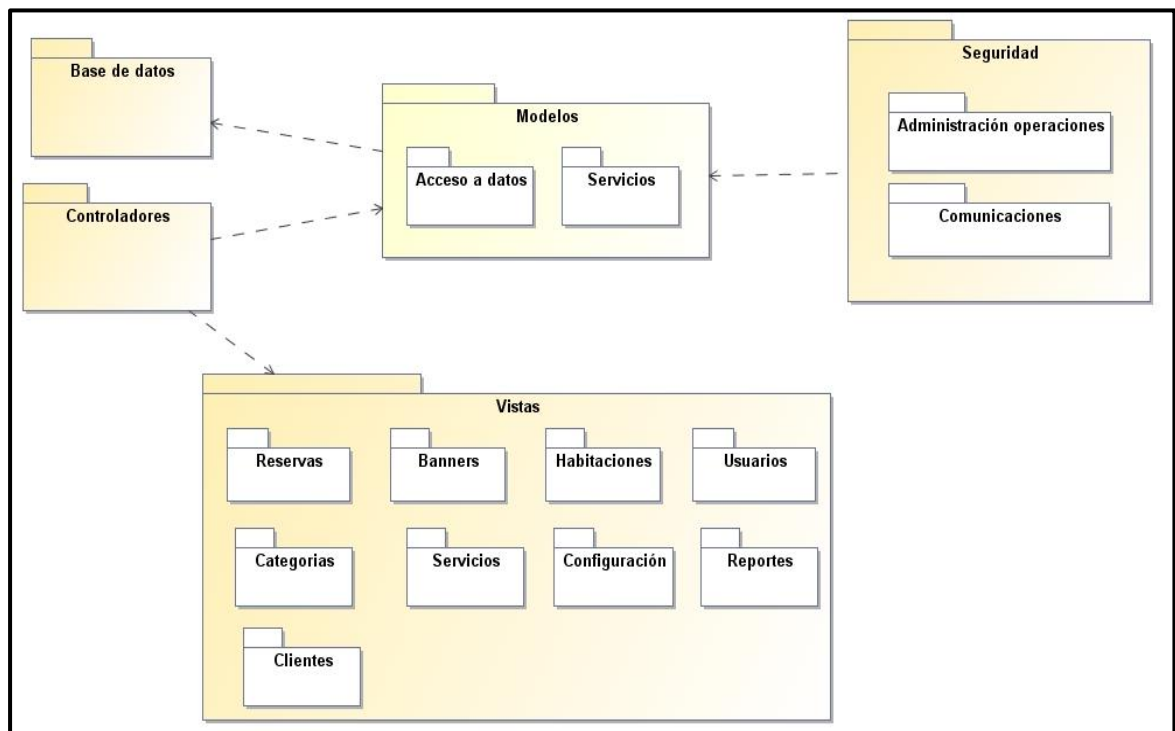 Base de datos
Controladores
Modelos
Acceso a datos
Servicios
Seguridad
Administración operaciones
Comunicaciones
Vistas
Reservas
Banners
Habitaciones
Usuarios
Categorias
Servicios
Configuración
Reportes
Clientes